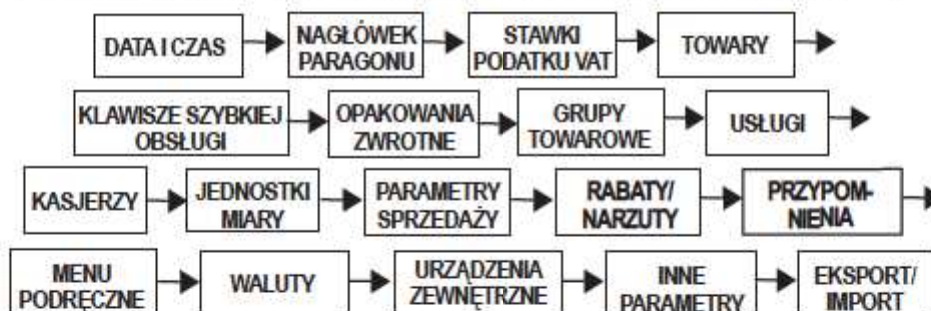 DATA I CZAS
NAGŁÓWEK
PARAGONU
STAWKI
PODATKU VAT
TOWARY
KLAWISZE SZYBKIEJ
OBSŁUGI
OPAKOWANIA
ZWROTNE
GRUPY
TOWAROWE
USŁUGI
KASJERZY
JEDNOSTKI
MIARY
PARAMETRY
SPRZEDAŻY
RABATY/
NARZUTY
PRZYPOM-
NIENIA
MENU
PODRĘCZNE
WALUTY
URZĄDZENIA
ZEWNĘTRZNE
INNE
PARAMETRY
EKSPORT/
IMPORT